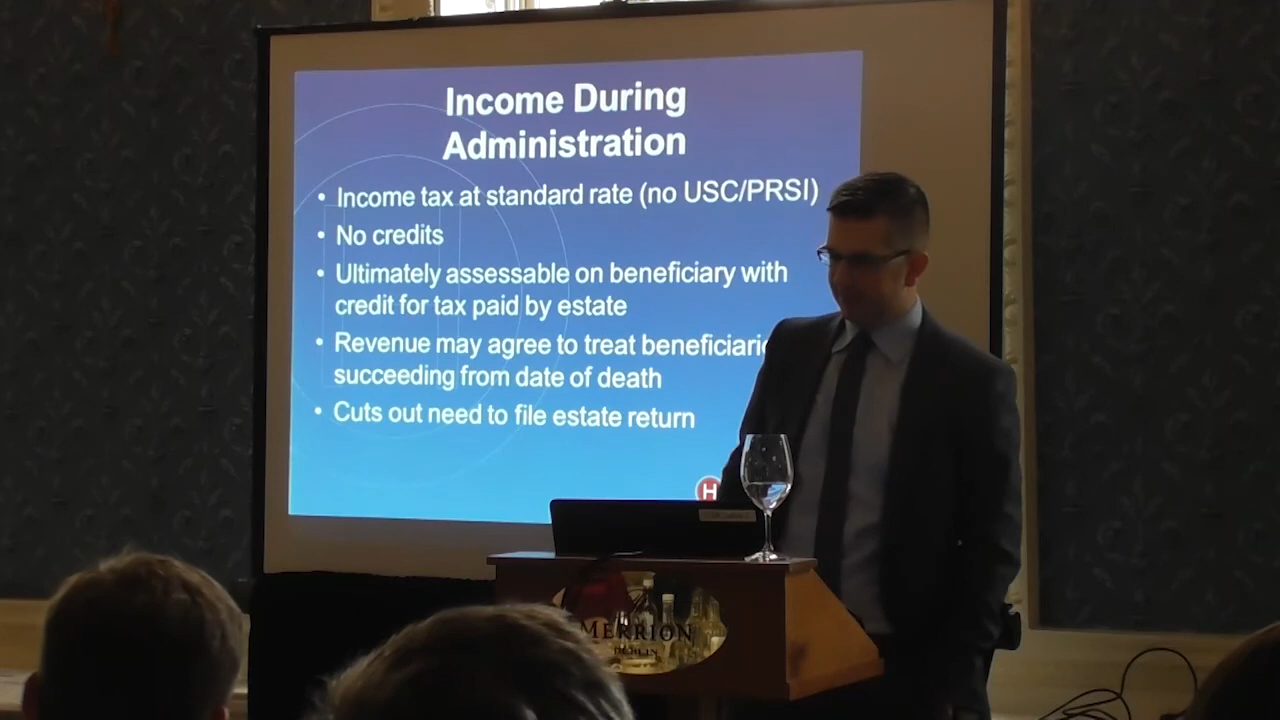 Income During
Administration
• Income tax at standard rate (no USC/PRSI)
• No credits
• Ultimately assessable on beneficiary with
credit for tax paid by estate
• Revenue may agree to treat
succeeding from date of death
• Cuts out need to file estate return
H
MERRION
DUBLIN